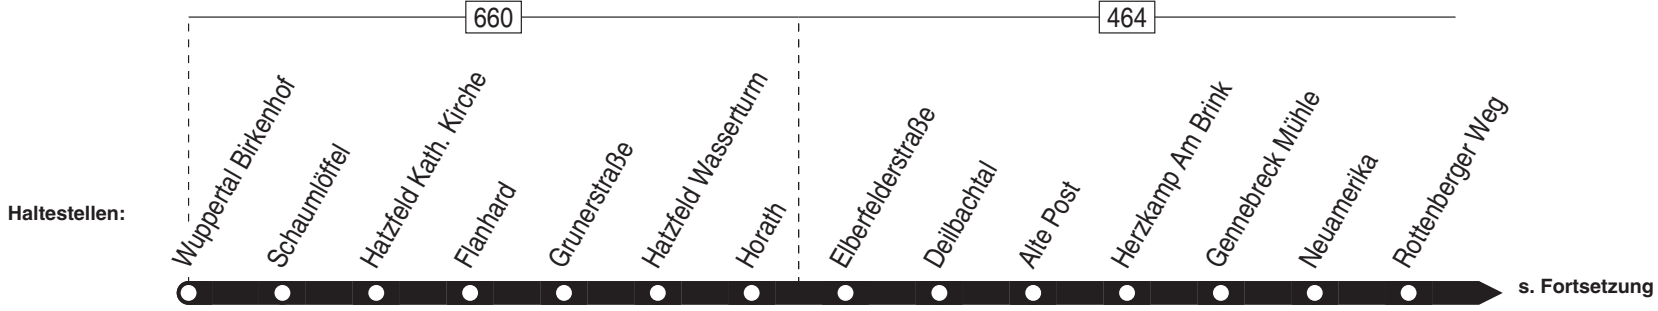 660
464
Haltestellen:
Wuppertal Birkenhof
Schaumlöffel
Hatzfeld Kath. Kirche
Flanhard
Grunerstraße
Hatzfeld Wasserturm
Horath
Elberfelderstraße
Deilbachtal
Alte Post
Herzkamp Am Brink
Gennebreck Mühle
Neuamerika
Rottenberger Weg
s. Fortsetzung